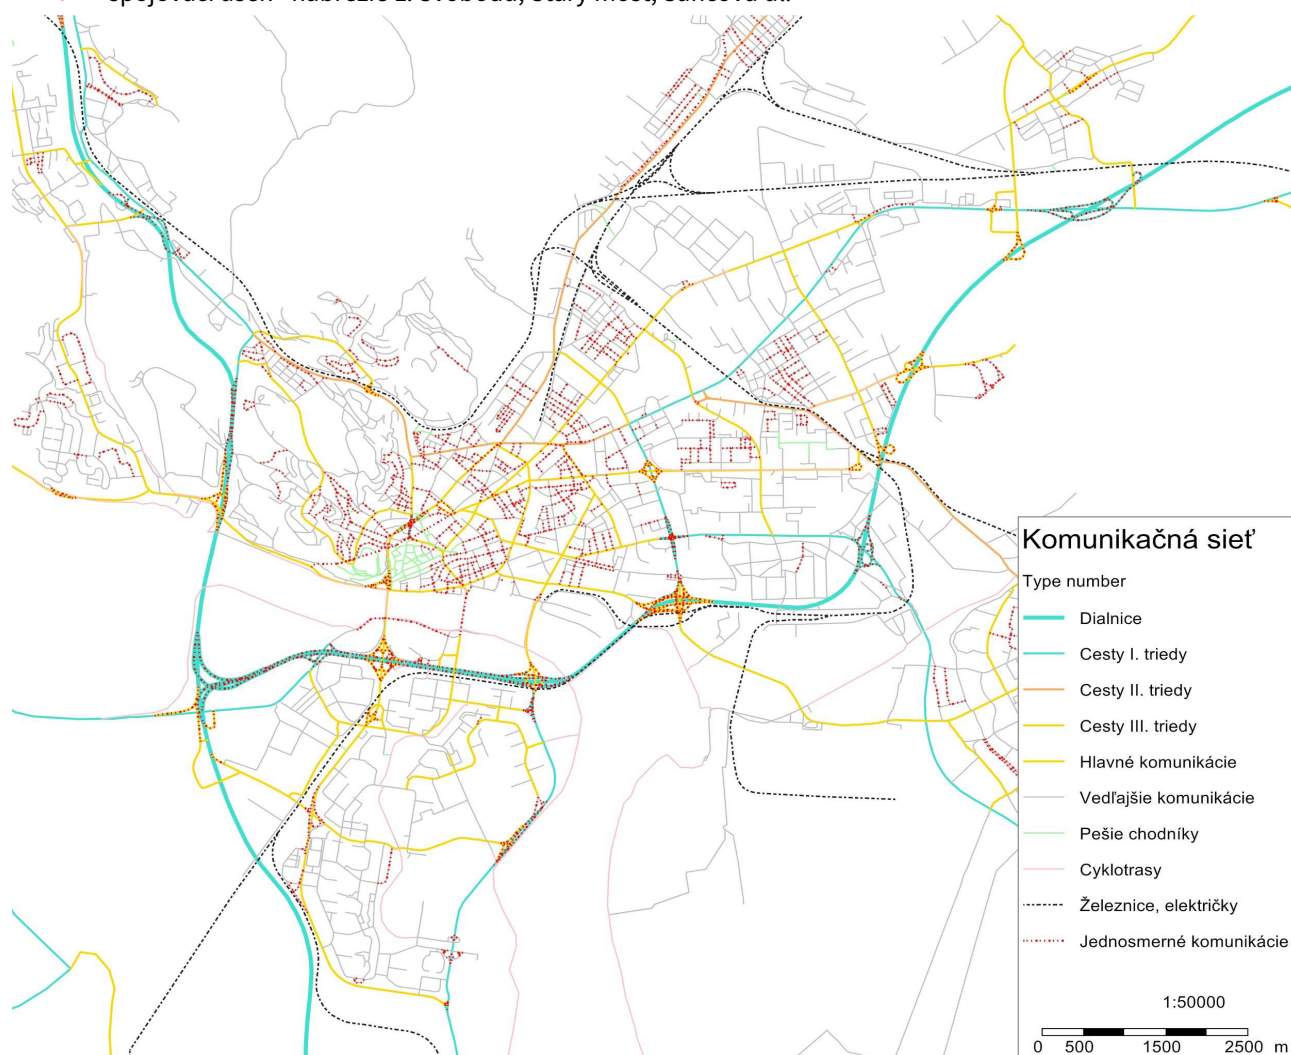 Komunikačná sieť
Type number
Dialnice
Cesty I. triedy
Cesty II. triedy
Cesty III. triedy
Hlavné komunikácie
Vedľajšie komunikácie
Pešie chodníky
Cyklotrasy
Železnice, električky
Jednosmerné komunikácie
1:50000
0 500 1500 2500 m